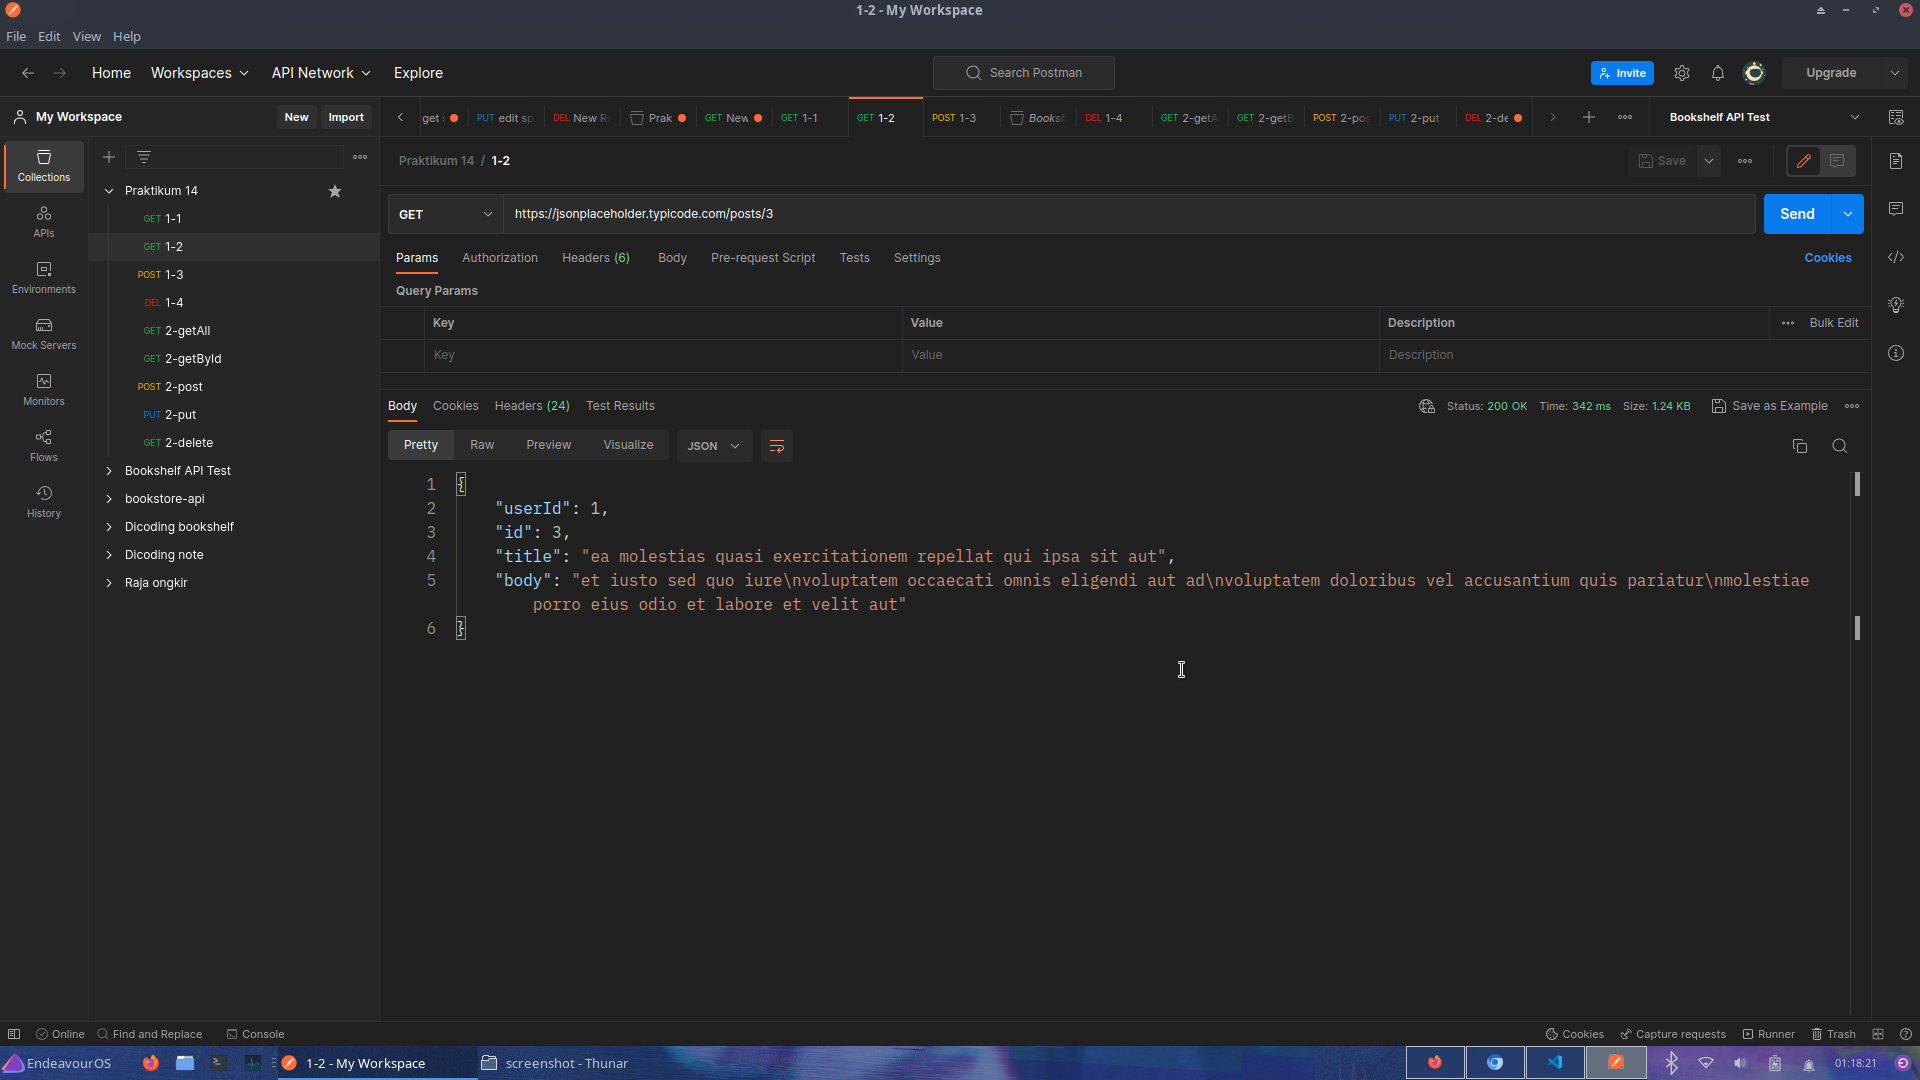 1-2 - My Workspace
File Edit View Help
Home Workspaces API Network Explore Search Postman Invite Upgrade
My Workspace New Import
get PUT edit sp DEL New R Prak GET New GET 1-1 GET 1-2 POST 1-3 Books DEL 1-4 GET 2-getA GET 2-getB POST 2-pos PUT 2-put DEL 2-de Bookshelf API Test
Collections
APIs
Environments
Mock Servers
Monitors
Flows
History
Praktikum 14
GET 1-1
GET 1-2
POST 1-3
DEL 1-4
GET 2-getAll
GET 2-getById
POST 2-post
PUT 2-put
GET 2-delete
Bookshelf API Test
bookstore-api
Dicoding bookshelf
Dicoding note
Raja ongkir
Praktikum 14 / 1-2 Save
GET https://jsonplaceholder.typicode.com/posts/3 Send
Params Authorization Headers (6) Body Pre-request Script Tests Settings Cookies
Query Params
Key Value Description Bulk Edit
Key Value Description
Body Cookies Headers (24) Test Results Status: 200 OK Time: 342 ms Size: 1.24 KB Save as Example
Pretty Raw Preview Visualize JSON
1 {
2 "userId": 1,
3 "id": 3,
4 "title": "ea molestias quasi exercitationem repellat qui ipsa sit aut",
5 "body": "et iusto sed quo iure\nvoluptatem occaecati omnis eligendi aut ad\nvoluptatem doloribus vel accusantium quis pariatur\nmolestiae
porro eius odio et labore et velit aut"
6 }
Online Find and Replace Console Cookies Capture requests Runner Trash
EndeavourOS 1-2 - My Workspace screenshot - Thunar 01:18:21